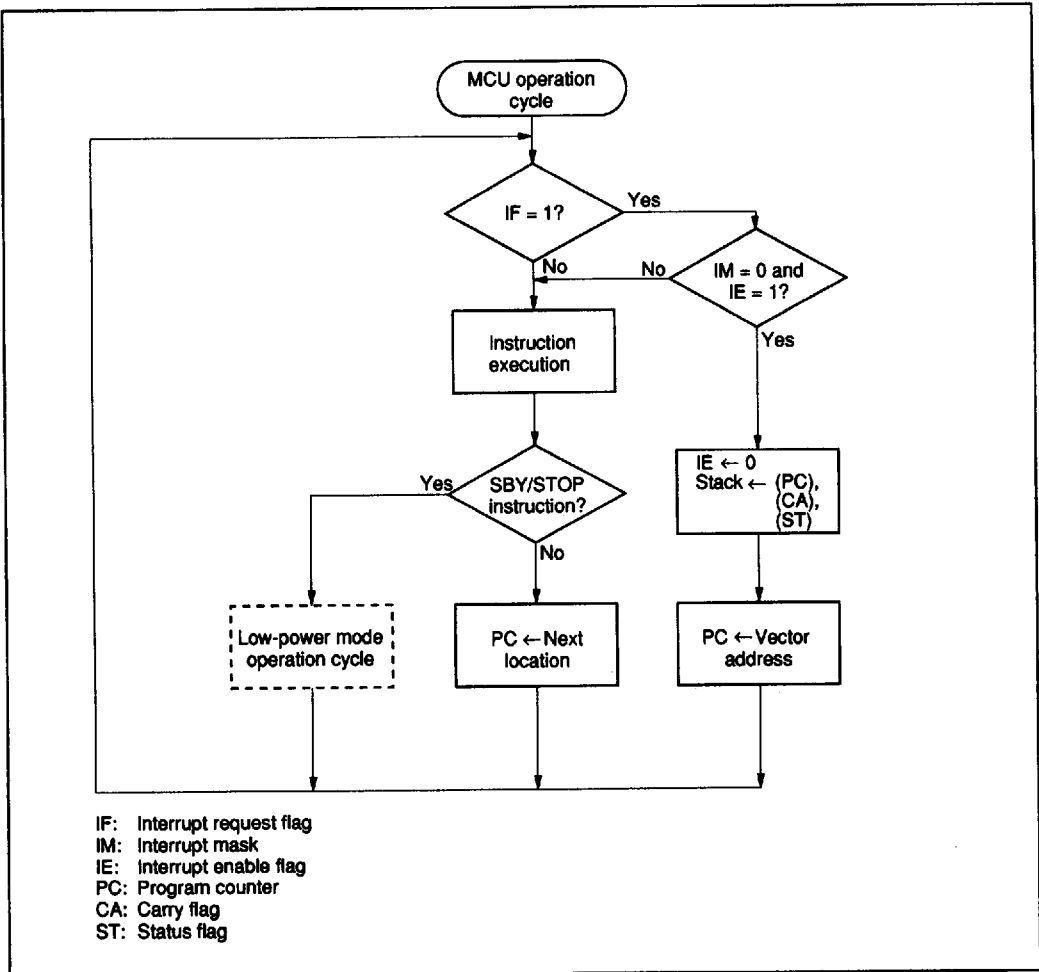 MCU operation
cycle
IF = 1?
Yes
No
No
IM = 0 and
IE = 1?
Yes
Instruction
execution
IE ← 0
Stack ← (PC),
(CA),
(ST)
Yes
SBY/STOP
instruction?
No
Low-power mode
operation cycle
PC ← Next
location
PC ← Vector
address
IF: Interrupt request flag
IM: Interrupt mask
IE: Interrupt enable flag
PC: Program counter
CA: Carry flag
ST: Status flag